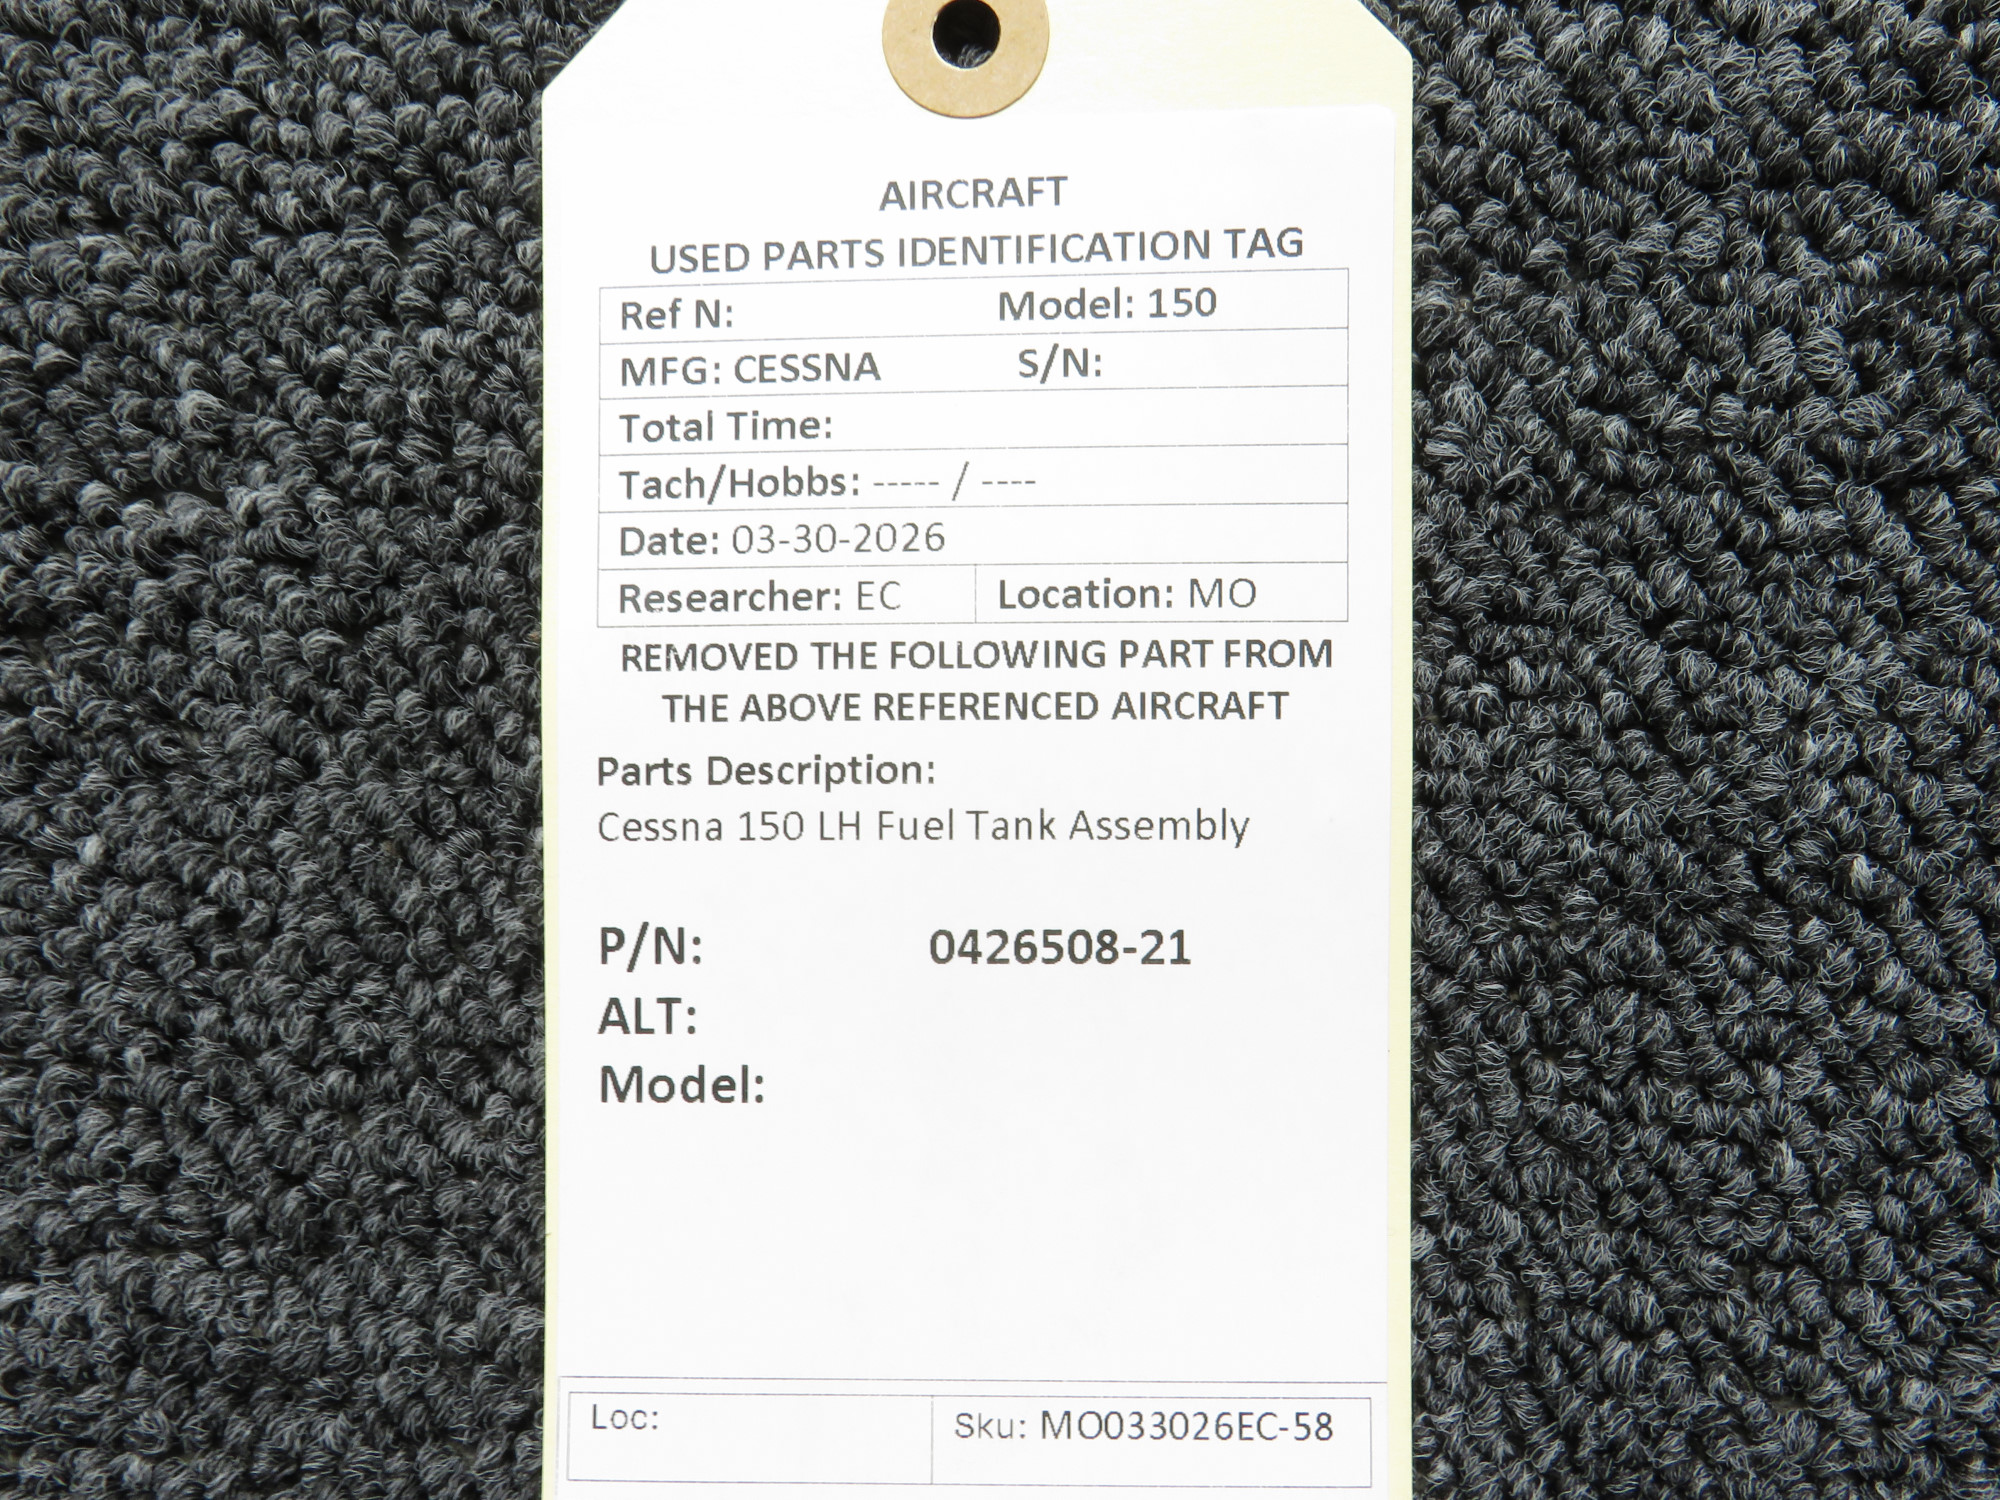 AIRCRAFT
USED PARTS IDENTIFICATION TAG
Ref N: Model: 150
MFG: CESSNA S/N:
Total Time:
Tach/Hobbs: ----- / ----
Date: 03-30-2026
Researcher: EC Location: MO
REMOVED THE FOLLOWING PART FROM
THE ABOVE REFERENCED AIRCRAFT
Parts Description:
Cessna 150 LH Fuel Tank Assembly
P/N: 0426508-21
ALT:
Model:
Loc: Sku: MO033026EC-58